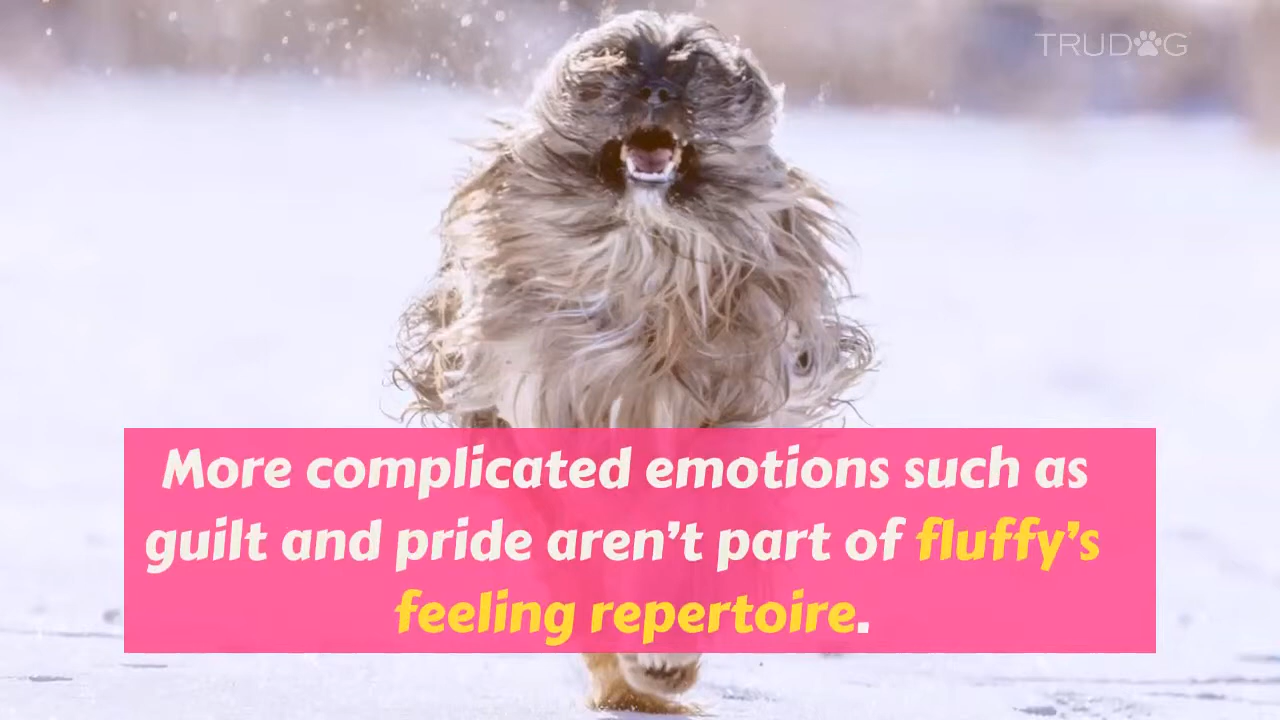 TRUDOG
More complicated emotions such as
guilt and pride aren't part of fluffy's
feeling repertoire.